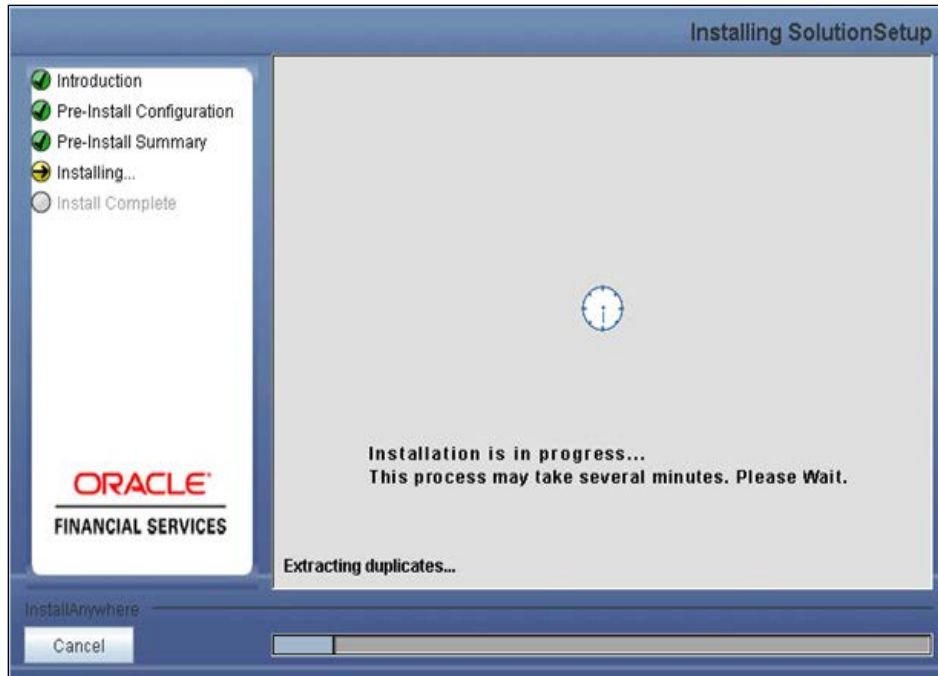 Installing SolutionSetup
Introduction
Pre-Install Configuration
Pre-Install Summary
Installing...
Install Complete
Installation is in progress...
This process may take several minutes. Please Wait.
ORACLE
FINANCIAL SERVICES
Extracting duplicates...
InstallAnywhere
Cancel